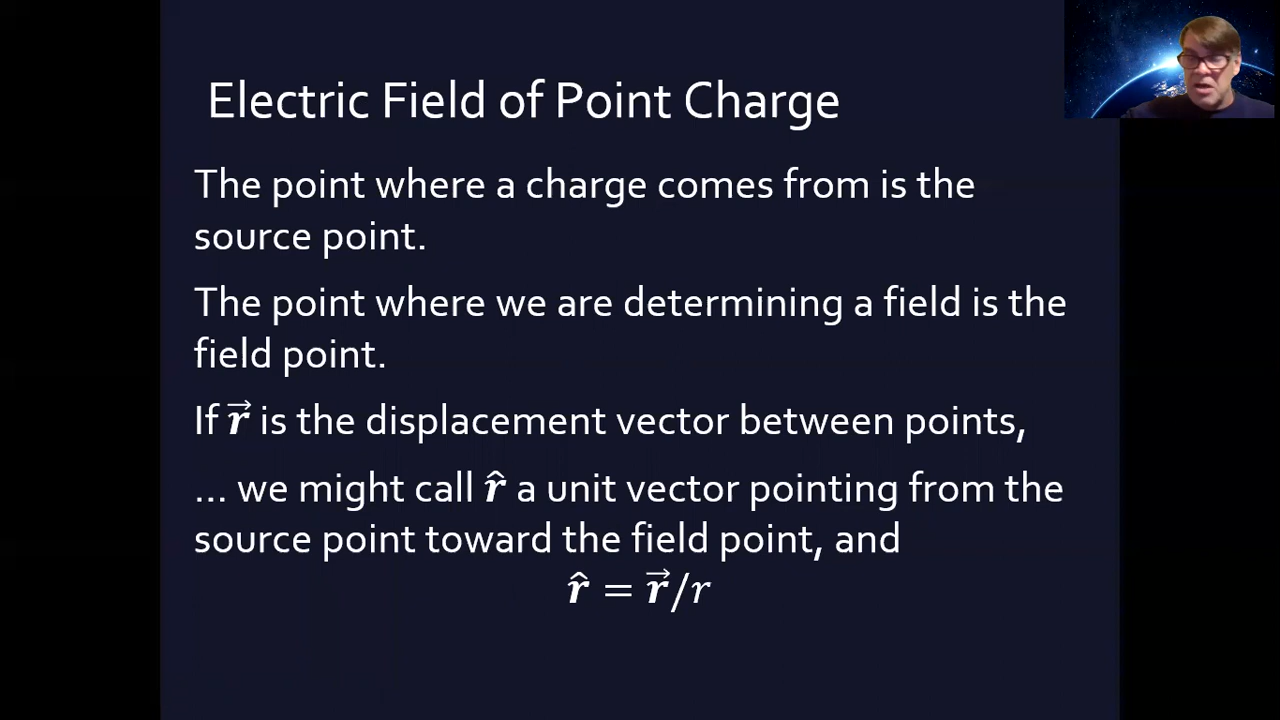 Electric Field of Point Charge
The point where a charge comes from is the
source point.
The point where we are determining a field is the
field point.
If r⃗ is the displacement vector between points,
... we might call r̂ a unit vector pointing from the
source point toward the field point, and
r̂ = r⃗/r